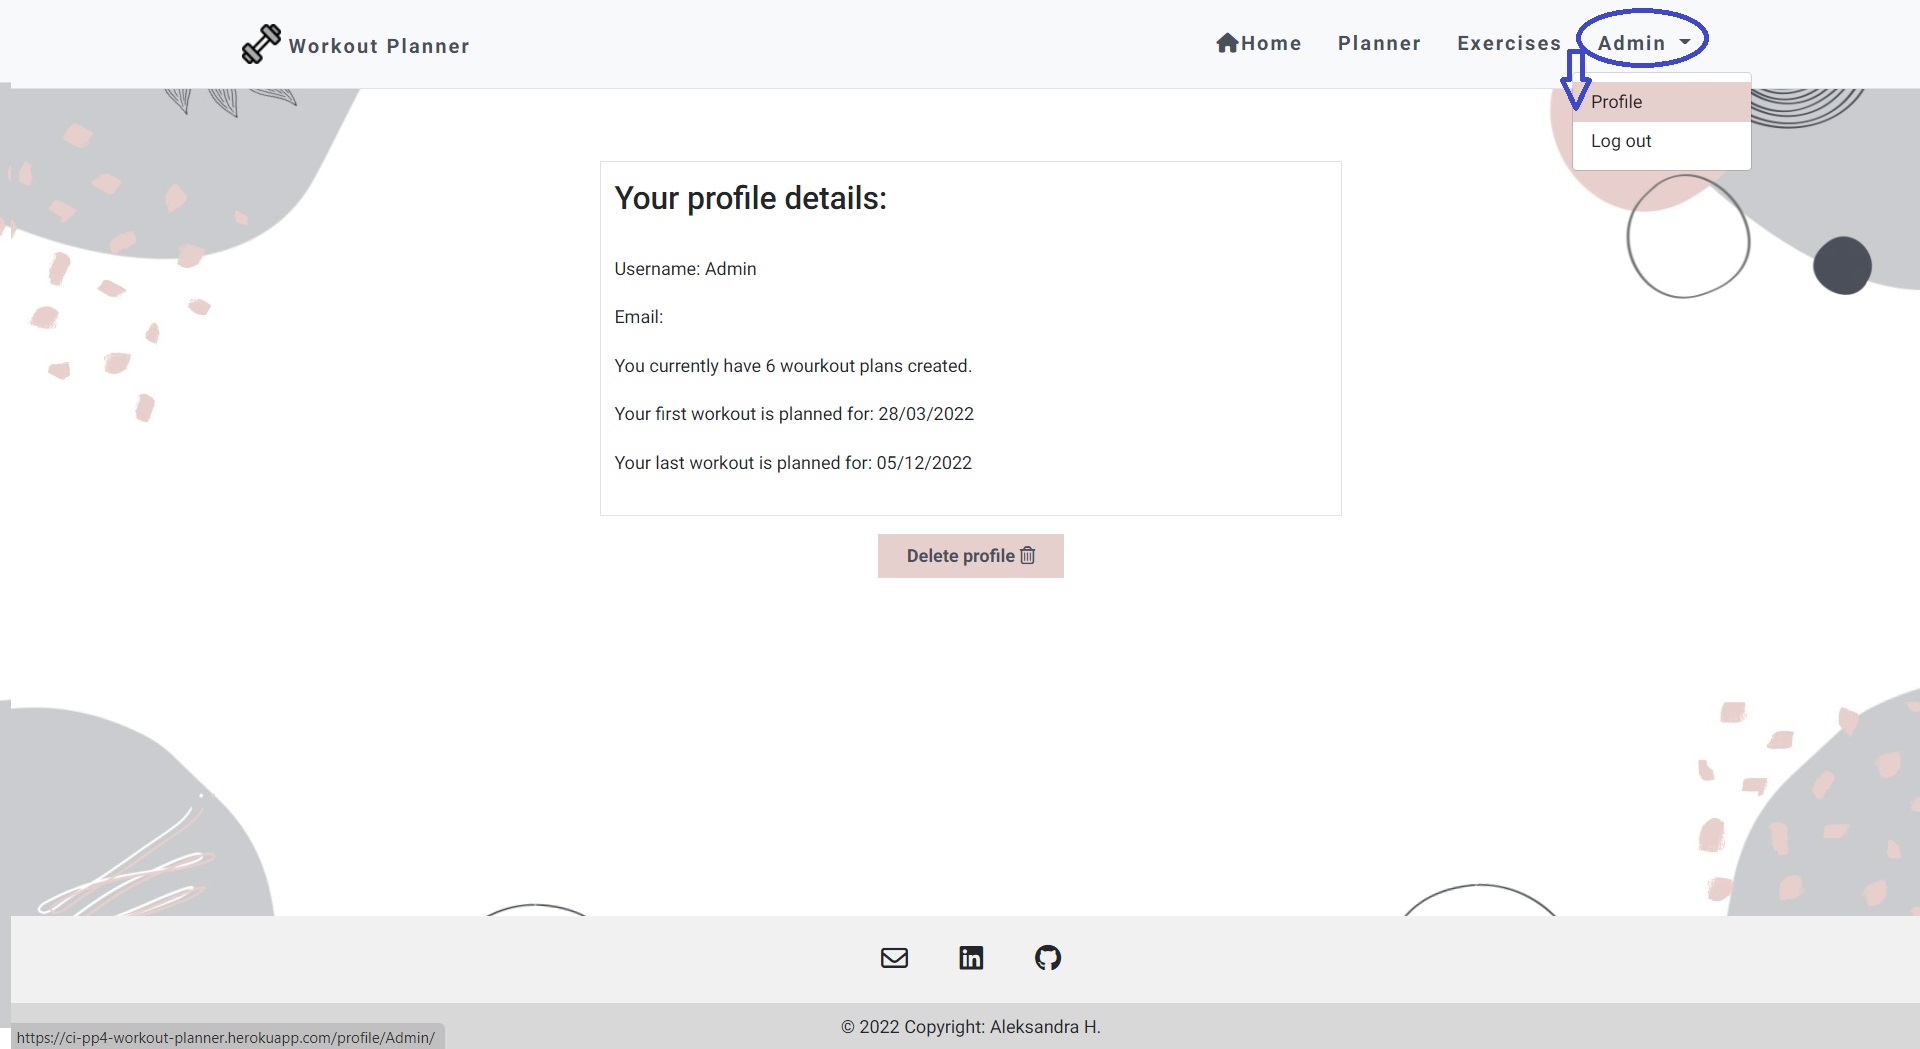 Workout Planner
Home Planner Exercises Admin
Profile
Log out
Your profile details:
Username: Admin
Email:
You currently have 6 wourkout plans created.
Your first workout is planned for: 28/03/2022
Your last workout is planned for: 05/12/2022
Delete profile
in
© 2022 Copyright: Aleksandra H.
https://ci-pp4-workout-planner.herokuapp.com/profile/Admin/